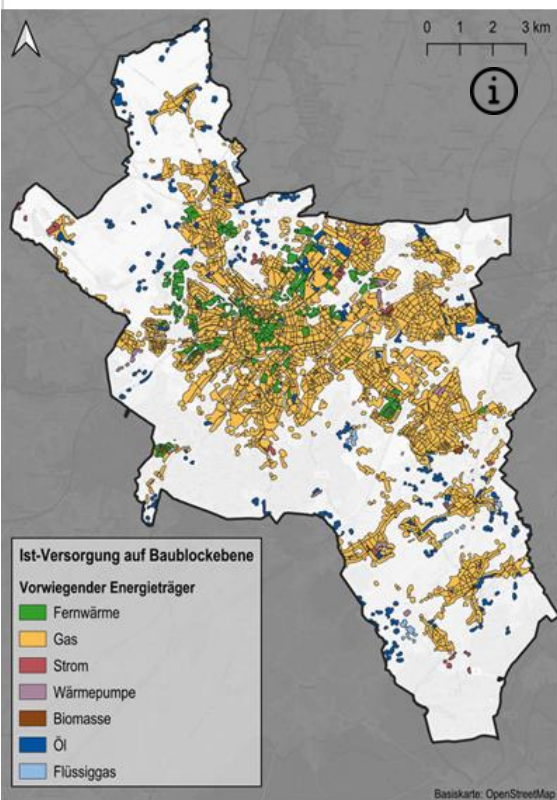 0 1 2 3 km
i
Ist-Versorgung auf Baublockebene
Vorwiegender Energieträger
Fernwärme
Gas
Strom
Wärmepumpe
Biomasse
Öl
Flüssiggas
Basiskarte: OpenStreetMap